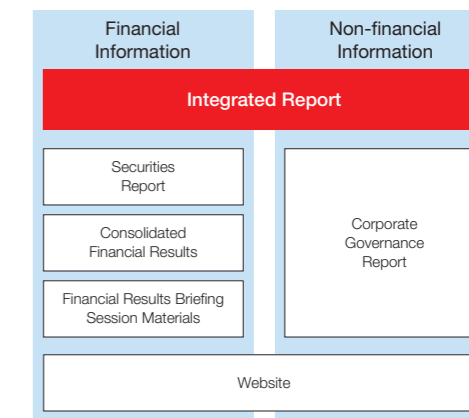 Financial
Information
Non-financial
Information
Integrated Report
Securities
Report
Consolidated
Financial Results
Financial Results Briefing
Session Materials
Corporate
Governance
Report
Website